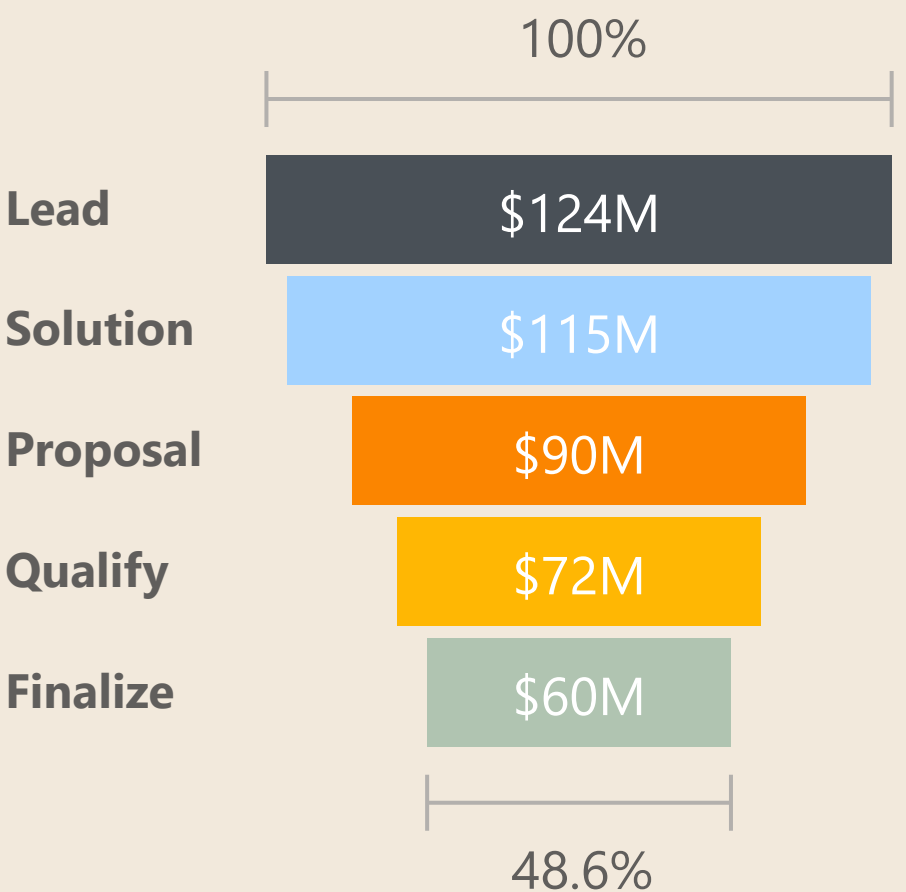 100%
Lead $124M
Solution $115M
Proposal $90M
Qualify $72M
Finalize $60M
48.6%